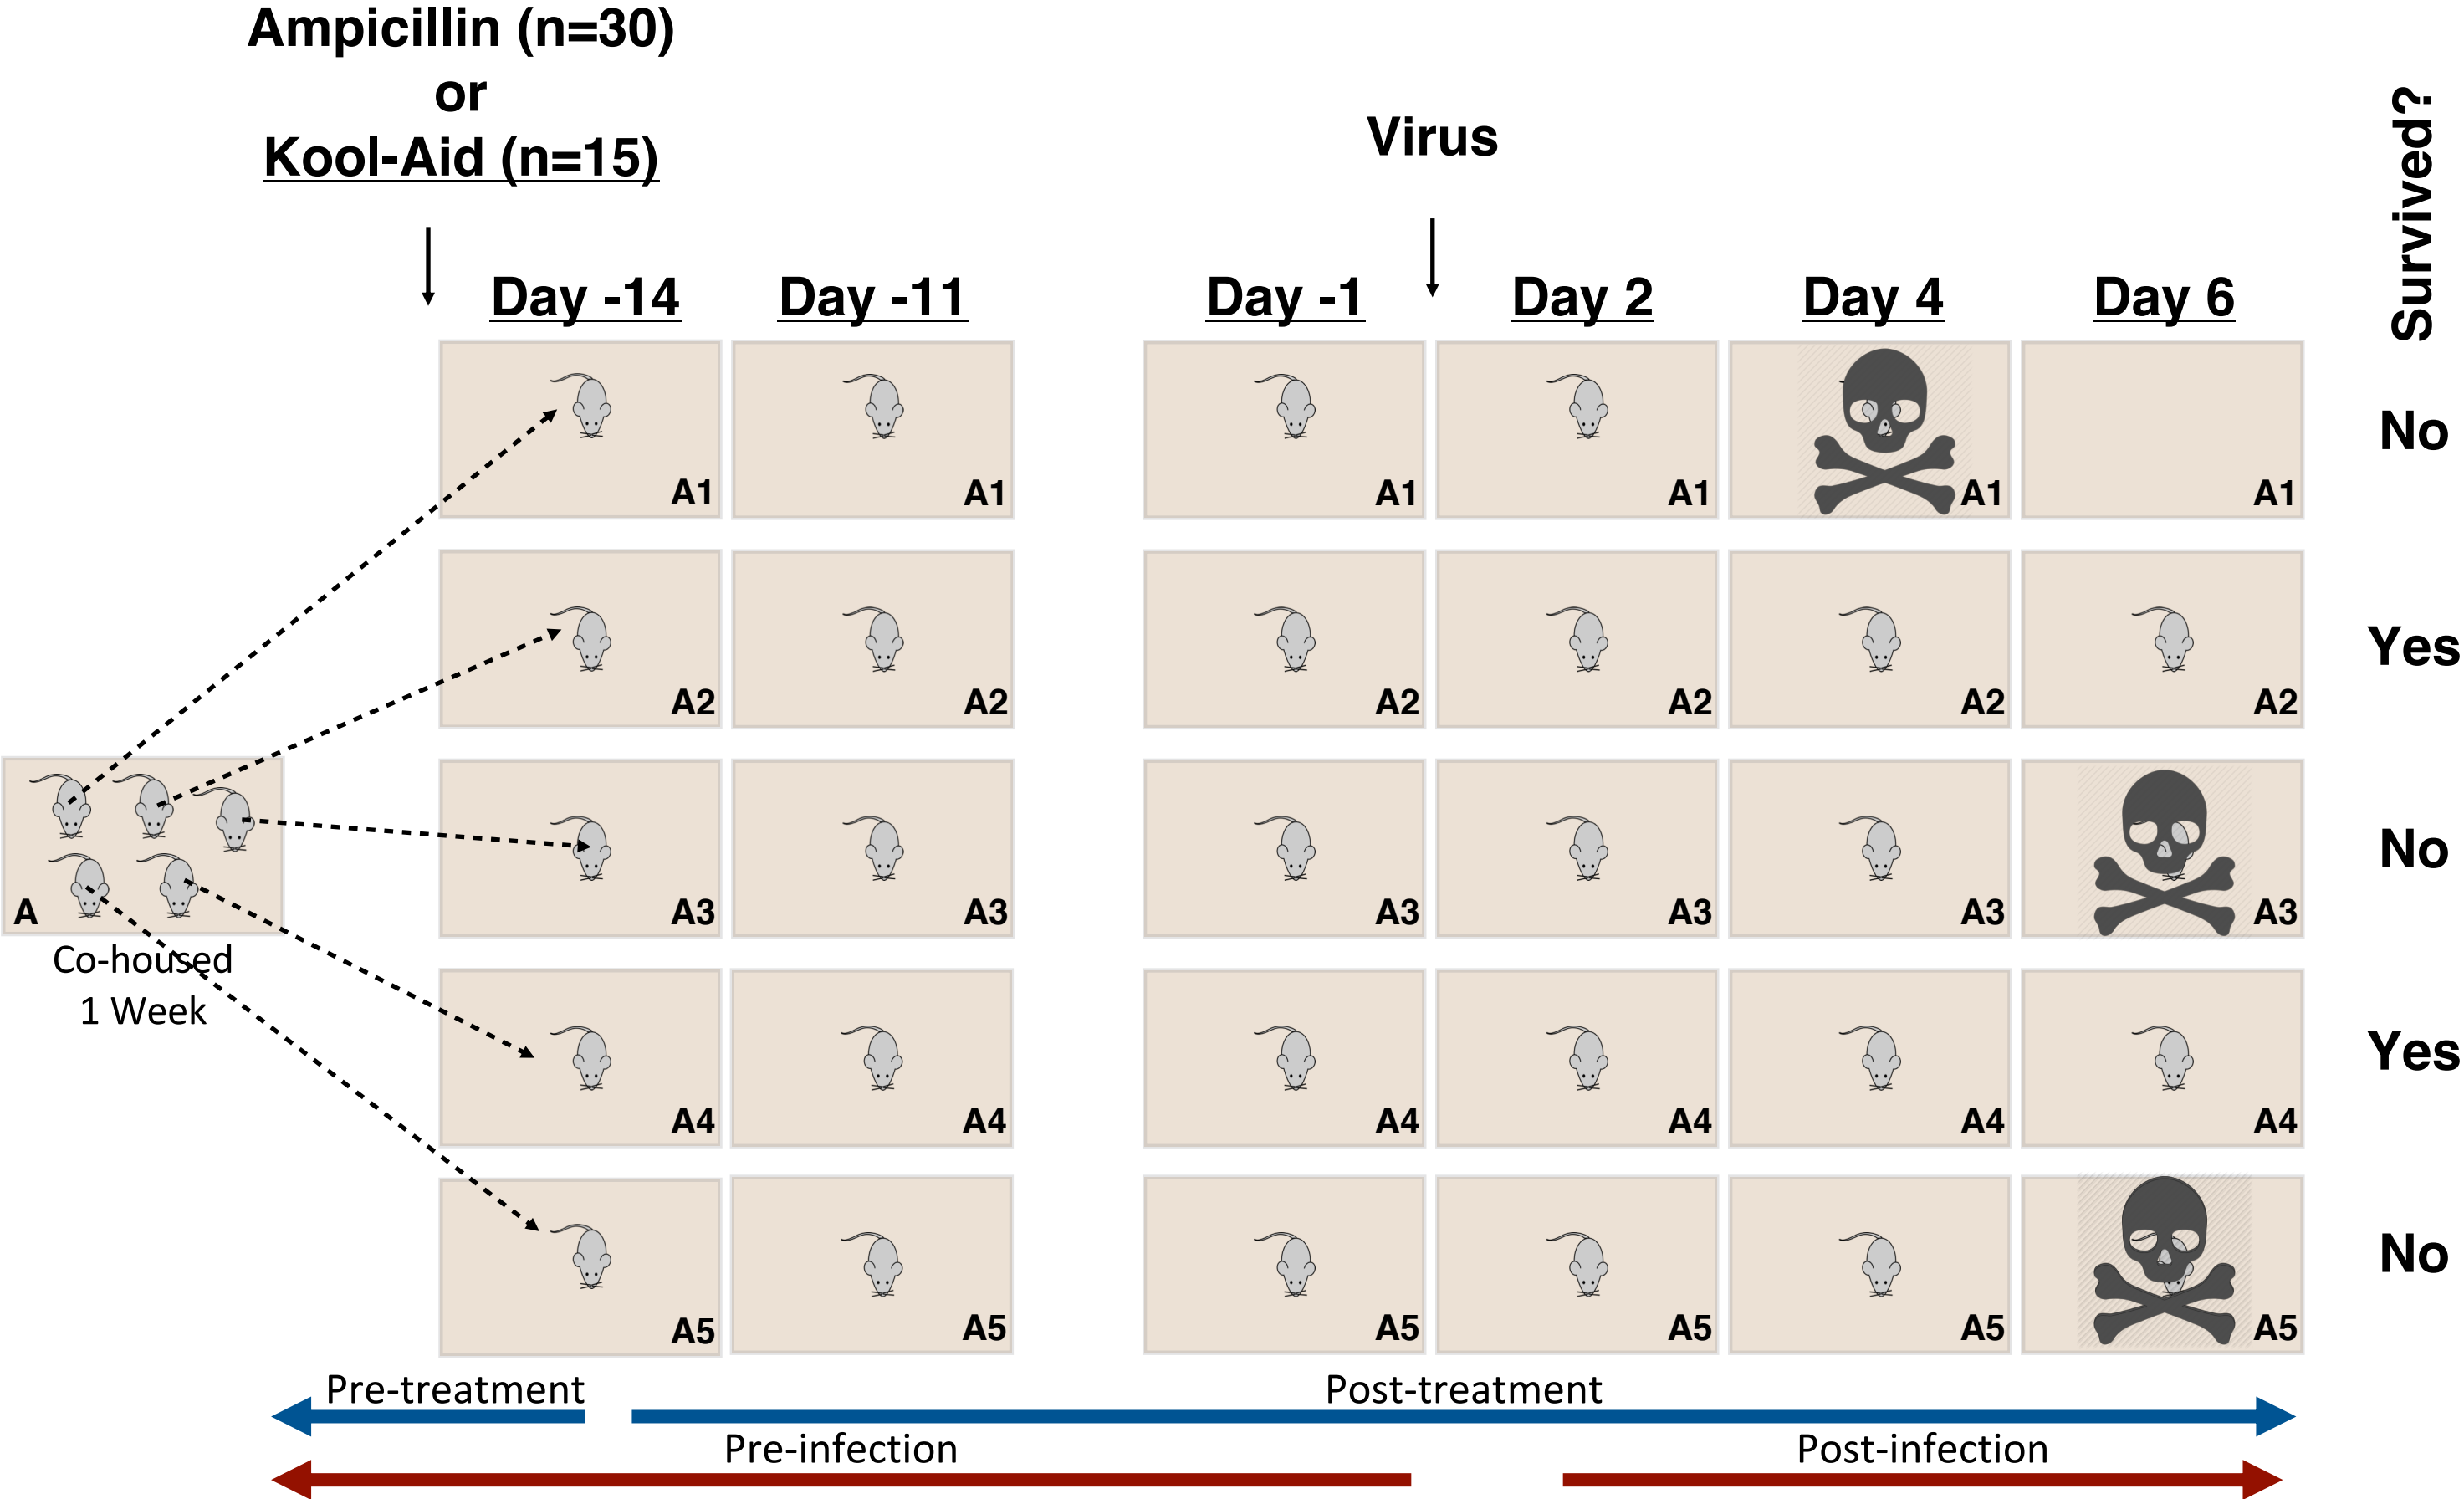 Ampicillin (n=30)
or
Kool-Aid (n=15)
Virus
Survived?
Day -14
Day -11
Day -1
Day 2
Day 4
Day 6
A1
A1
A1
A1
A1
A1
No
A2
A2
A2
A2
A2
A2
Yes
A
Co-housed
1 Week
A3
A3
A3
A3
A3
A3
No
A4
A4
A4
A4
A4
A4
Yes
A5
A5
A5
A5
A5
A5
No
Pre-treatment
Post-treatment
Pre-infection
Post-infection